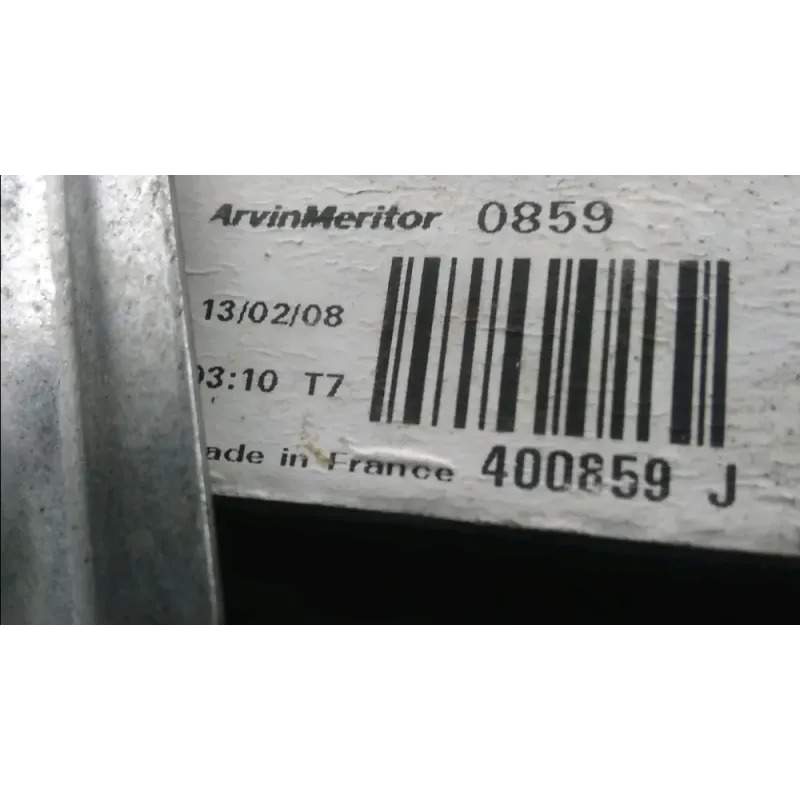 ArvinMeritor 0859
13/02/08
03:10 T7
ade in France 400859 J